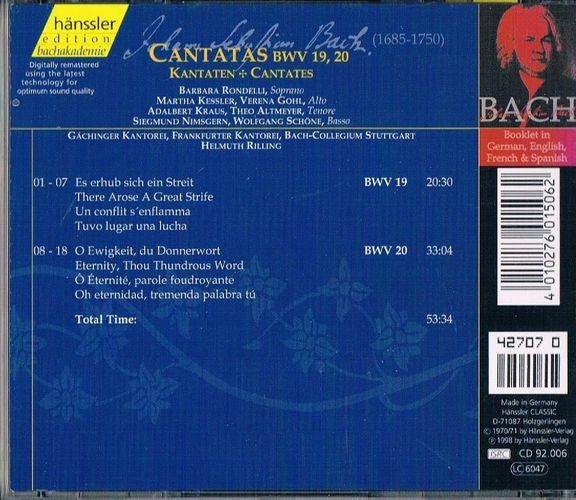 hänssler
edition
bachakademie
Digitally remastered
using the latest
technology for
optimum sound quality
Johann Sebastian Bach.
(1685-1750)
CANTATAS BWV 19, 20
KANTATEN + CANTATES
BARBARA RONDELLI, Soprano
MARTHA KESSLER, VERENA GOHL, Alto
ADALBERT KRAUS, THEO ALTMEYER, Tenore
SIEGMUND NIMSGERN, WOLFGANG SCHÖNE, Basso
GÄCHINGER KANTOREI, FRANKFURTER KANTOREI, BACH-COLLEGIUM STUTTGART
HELMUTH RILLING
01 - 07 Es erhub sich ein Streit BWV 19 20:30
There Arose A Great Strife
Un conflit s´enflamma
Tuvo lugar una lucha
08 - 18 O Ewigkeit, du Donnerwort BWV 20 33:04
Eternity, Thou Thundrous Word
Ô Éternité, parole foudroyante
Oh eternidad, tremenda palabra tú
Total Time: 53:34
BACH
Booklet in
German, English,
French & Spanish
4 010276 015062
42707 0
Made in Germany
Hänssler CLASSIC
D-71087 Holzgerlingen
℗ 1970/71 by Hänssler-Verlag
℗ 1998 by Hänssler-Verlag
ISRC CD 92.006
LC 6047